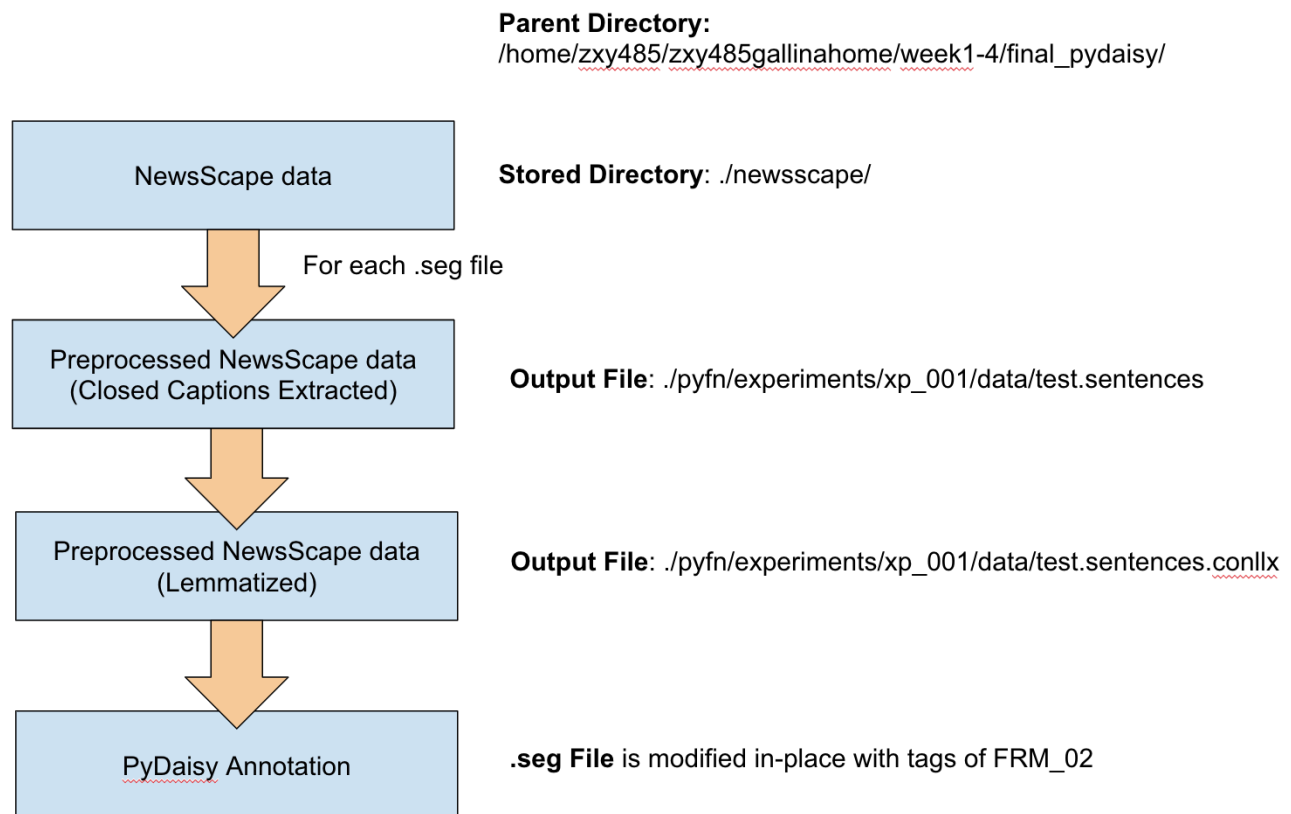 Parent Directory:
/home/zxy485/zxy485gallinahome/week1-4/final_pydaisy/
NewsScape data
Stored Directory: ./newsscape/
For each .seg file
Preprocessed NewsScape data
(Closed Captions Extracted)
Output File: ./pyfn/experiments/xp_001/data/test.sentences
Preprocessed NewsScape data
(Lemmatized)
Output File: ./pyfn/experiments/xp_001/data/test.sentences.conllx
PyDaisy Annotation
.seg File is modified in-place with tags of FRM_02